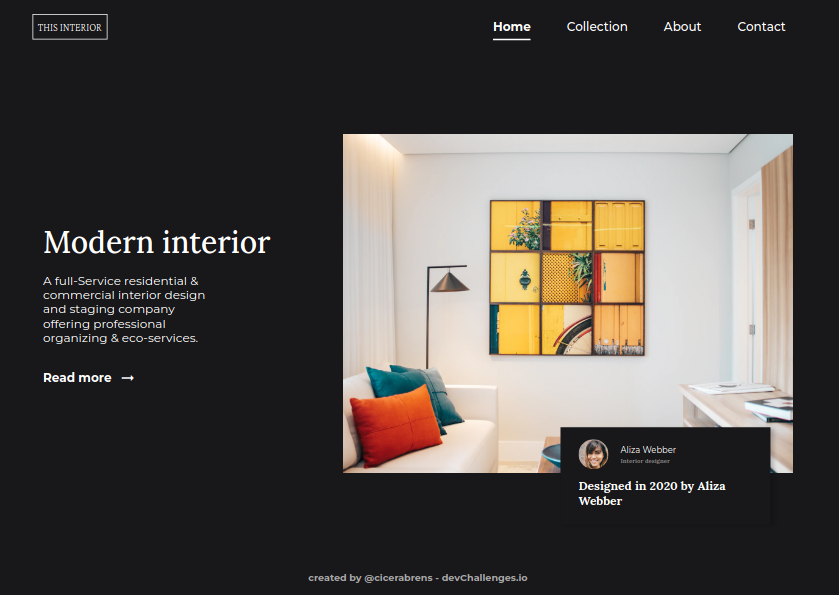 THIS INTERIOR
Home
Collection
About
Contact
Modern interior
A full-Service residential &
commercial interior design
and staging company
offering professional
organizing & eco-services.
Read more →
Aliza Webber
Interior designer
Designed in 2020 by Aliza
Webber
created by @cicerabrens - devChallenges.io